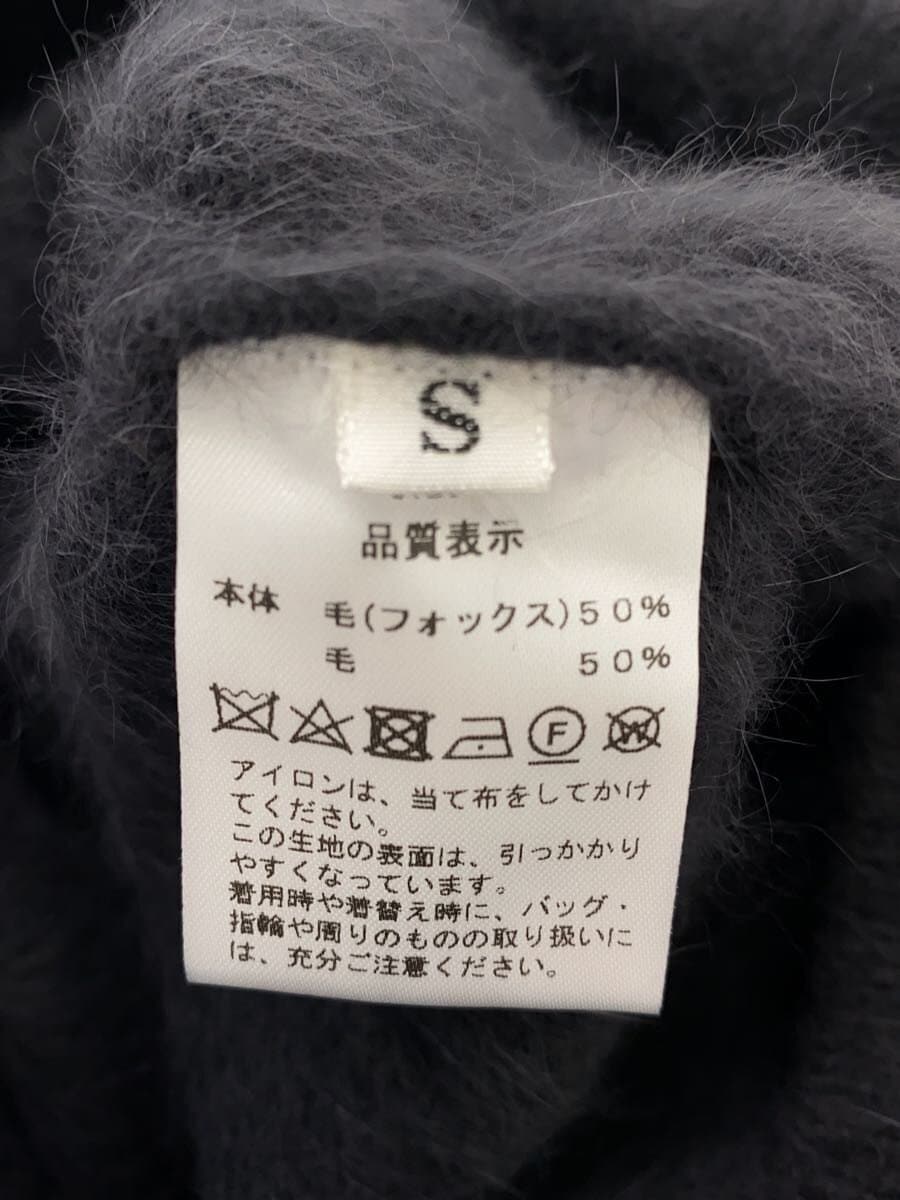 S
品質表示
本体 毛(フォックス)50%
毛 50%
F W
アイロンは、当て布をしてかけ
てください。
この生地の表面は、引っかかり
やすくなっています。
着用時や着替え時に、バッグ・
指輪や周りのものの取り扱いに
は、充分ご注意ください。